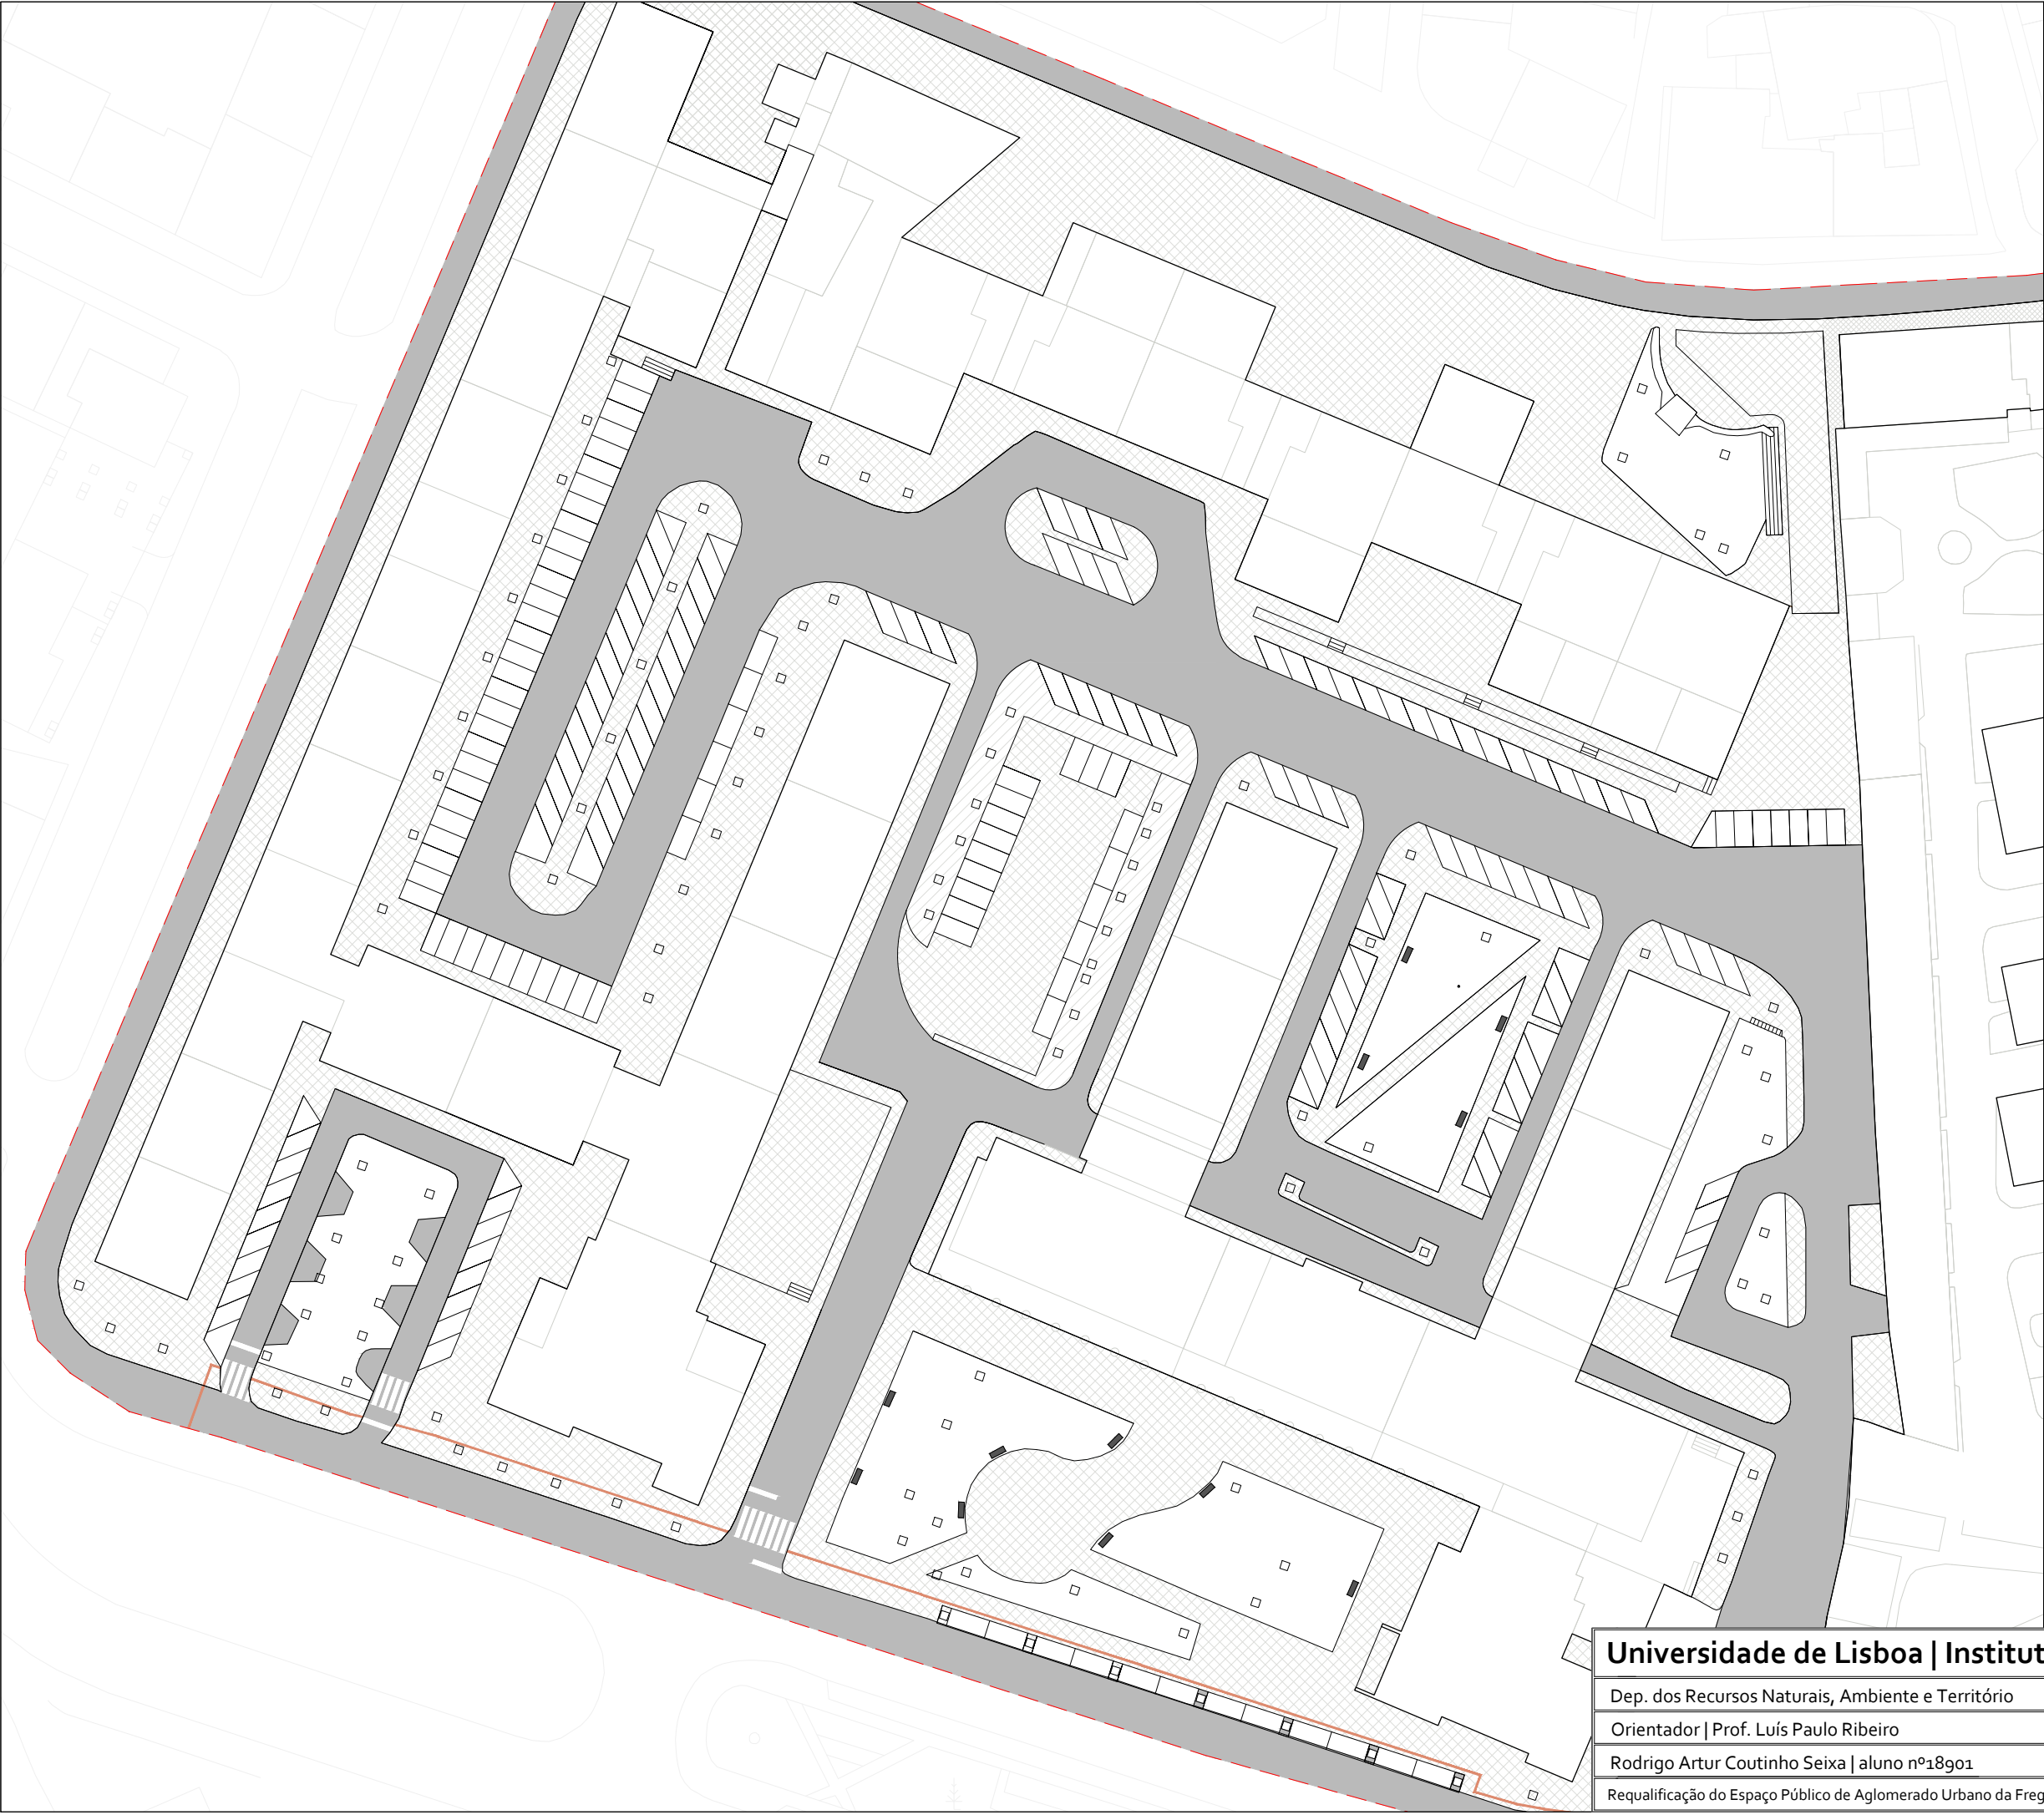 Universidade de Lisboa | Institut
Dep. dos Recursos Naturais, Ambiente e Território
Orientador | Prof. Luís Paulo Ribeiro
Rodrigo Artur Coutinho Seixa | aluno nº18901
Requalificação do Espaço Público de Aglomerado Urbano da Freg